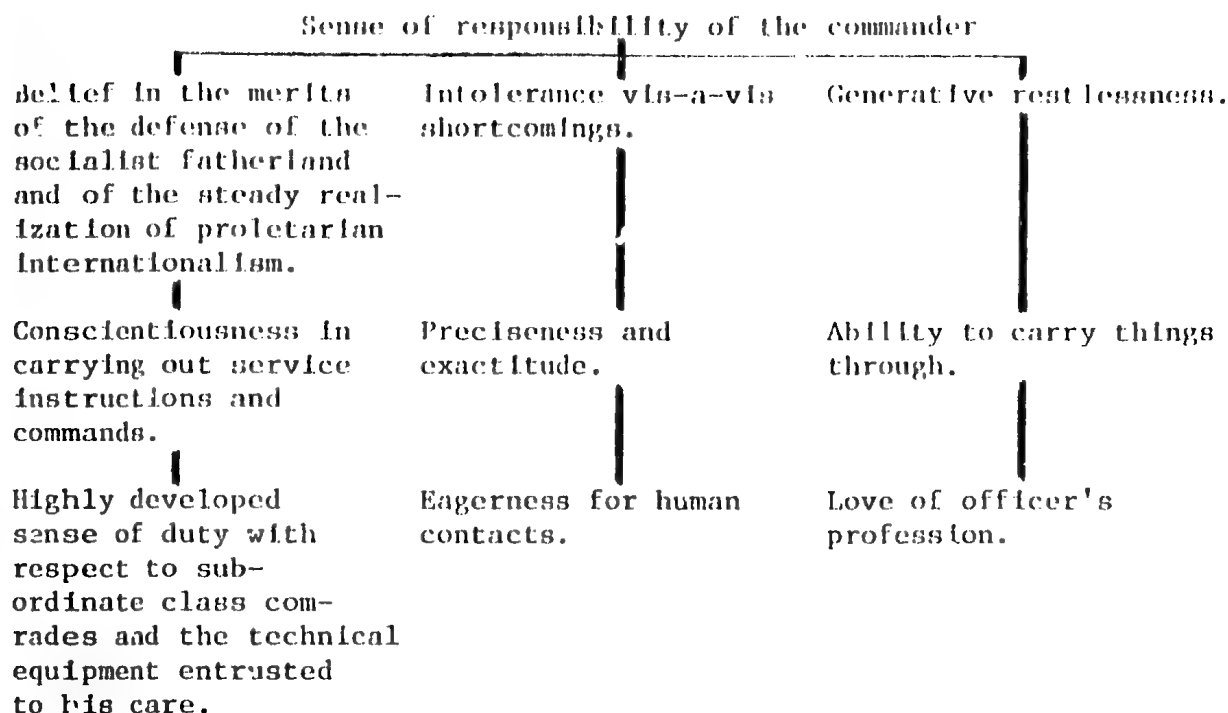 Sense of responsibility of the commander
Belief in the merits
of the defense of the
socialist fatherland
and of the steady real-
ization of proletarian
internationalism.
Intolerance vis-a-vis
shortcomings.
Generative restlessness.
Conscientiousness in
carrying out service
instructions and
commands.
Preciseness and
exactitude.
Ability to carry things
through.
Highly developed
sense of duty with
respect to sub-
ordinate class com-
rades and the technical
equipment entrusted
to his care.
Eagerness for human
contacts.
Love of officer's
profession.